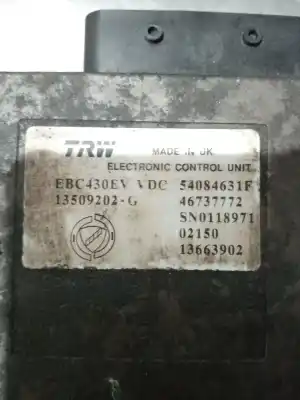 TRW MADE IN UK
ELECTRONIC CONTROL UNIT
EBC430EV VDC 54084631F
13509202-G 46737772
SN0118971
02150
13663902